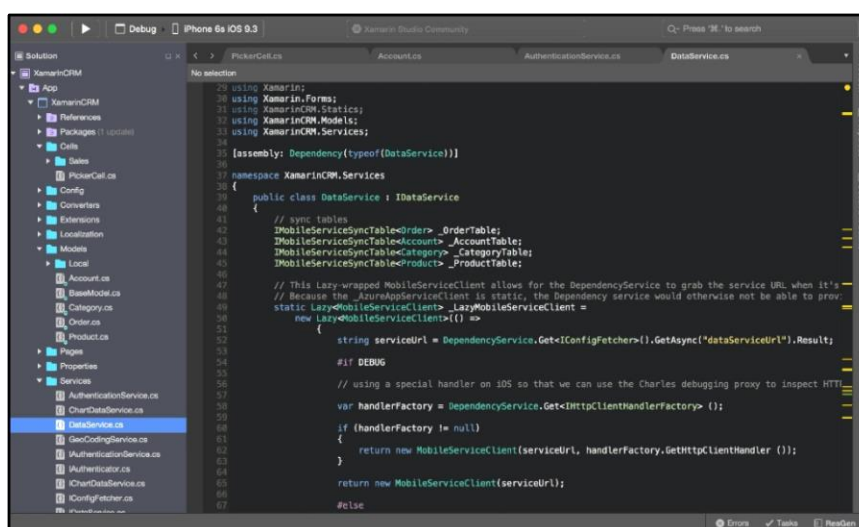 Debug
iPhone 6s iOS 9.3
Xamarin Studio Community
Press '⌘.' to search
Solution
PickerCell.cs
Account.cs
AuthenticationService.cs
DataService.cs
No selection
XamarinCRM
App
XamarinCRM
References
Packages (1 update)
Cells
Sales
PickerCell.cs
Config
Converters
Extensions
Localization
Models
Local
Account.cs
BaseModel.cs
Category.cs
Order.cs
Product.cs
Pages
Properties
Services
AuthenticationService.cs
ChartDataService.cs
DataService.cs
GeoCodingService.cs
IAuthenticationService.cs
IAuthenticator.cs
IChartDataService.cs
IConfigFetcher.cs
IDataService.cs
29 using Xamarin;
30 using Xamarin.Forms;
31 using XamarinCRM.Statics;
32 using XamarinCRM.Models;
33 using XamarinCRM.Services;
34
35 [assembly: Dependency(typeof(DataService))]
36
37 namespace XamarinCRM.Services
38 {
39 public class DataService : IDataService
40 {
41 // sync tables
42 IMobileServiceSyncTable<Order> _OrderTable;
43 IMobileServiceSyncTable<Account> _AccountTable;
44 IMobileServiceSyncTable<Category> _CategoryTable;
45 IMobileServiceSyncTable<Product> _ProductTable;
46
47 // This Lazy-wrapped MobileServiceClient allows for the DependencyService to grab the service URL when it's
48 // Because the _AzureAppServiceClient is static, the Dependency service would otherwise not be able to provi
49 static Lazy<MobileServiceClient> _LazyMobileServiceClient =
50 new Lazy<MobileServiceClient>(() =>
51 {
52 string serviceUrl = DependencyService.Get<IConfigFetcher>().GetAsync("dataServiceUrl").Result;
53
54 #if DEBUG
55
56 // using a special handler on iOS so that we can use the Charles debugging proxy to inspect HTTP
57
58 var handlerFactory = DependencyService.Get<IHttpClientHandlerFactory> ();
59
60 if (handlerFactory != null)
61 {
62 return new MobileServiceClient(serviceUrl, handlerFactory.GetHttpClientHandler ());
63 }
64
65 return new MobileServiceClient(serviceUrl);
66
67 #else
Errors
Tasks
ResGen